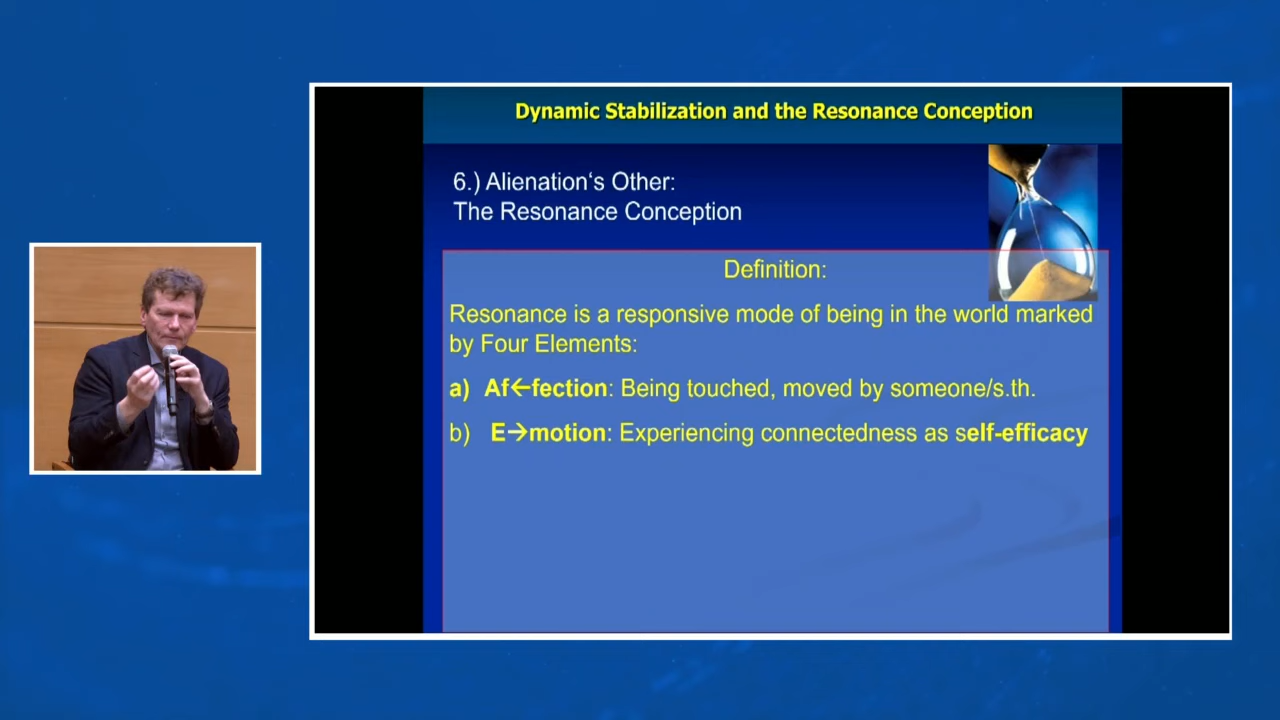 Dynamic Stabilization and the Resonance Conception
6.) Alienation‘s Other:
The Resonance Conception
Definition:
Resonance is a responsive mode of being in the world marked
by Four Elements:
a) Af←fection: Being touched, moved by someone/s.th.
b) E→motion: Experiencing connectedness as self-efficacy